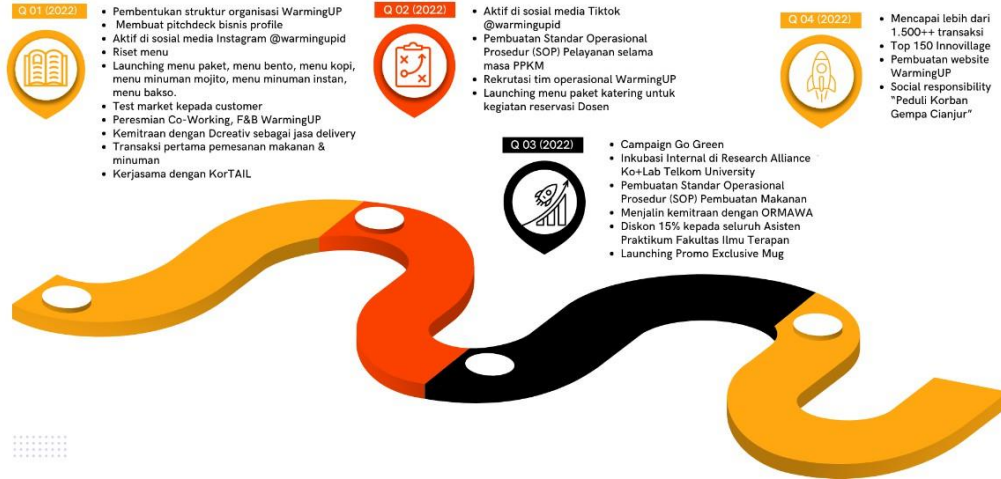 Q 01 (2022)
• Pembentukan struktur organisasi WarmingUP
• Membuat pitchdeck bisnis profile
• Aktif di sosial media Instagram @warmingupid
• Riset menu
• Launching menu paket, menu bento, menu kopi,
menu minuman mojito, menu minuman instan,
menu bakso.
• Test market kepada customer
• Peresmian Co-Working, F&B WarmingUP
• Kemitraan dengan Dcreativ sebagai jasa delivery
• Transaksi pertama pemesanan makanan &
minuman
• Kerjasama dengan KorTAIL
Q 02 (2022)
• Aktif di sosial media Tiktok
@warmingupid
• Pembuatan Standar Operasional
Prosedur (SOP) Pelayanan selama
masa PPKM
• Rekrutasi tim operasional WarmingUP
• Launching menu paket katering untuk
kegiatan reservasi Dosen
Q 03 (2022)
• Campaign Go Green
• Inkubasi Internal di Research Alliance
Ko+Lab Telkom University
• Pembuatan Standar Operasional
Prosedur (SOP) Pembuatan Makanan
• Menjalin kemitraan dengan ORMAWA
• Diskon 15% kepada seluruh Asisten
Praktikum Fakultas Ilmu Terapan
• Launching Promo Exclusive Mug
Q 04 (2022)
• Mencapai lebih dari
1.500++ transaksi
• Top 150 Innovillage
• Pembuatan website
WarmingUP
• Social responsibility
"Peduli Korban
Gempa Cianjur"